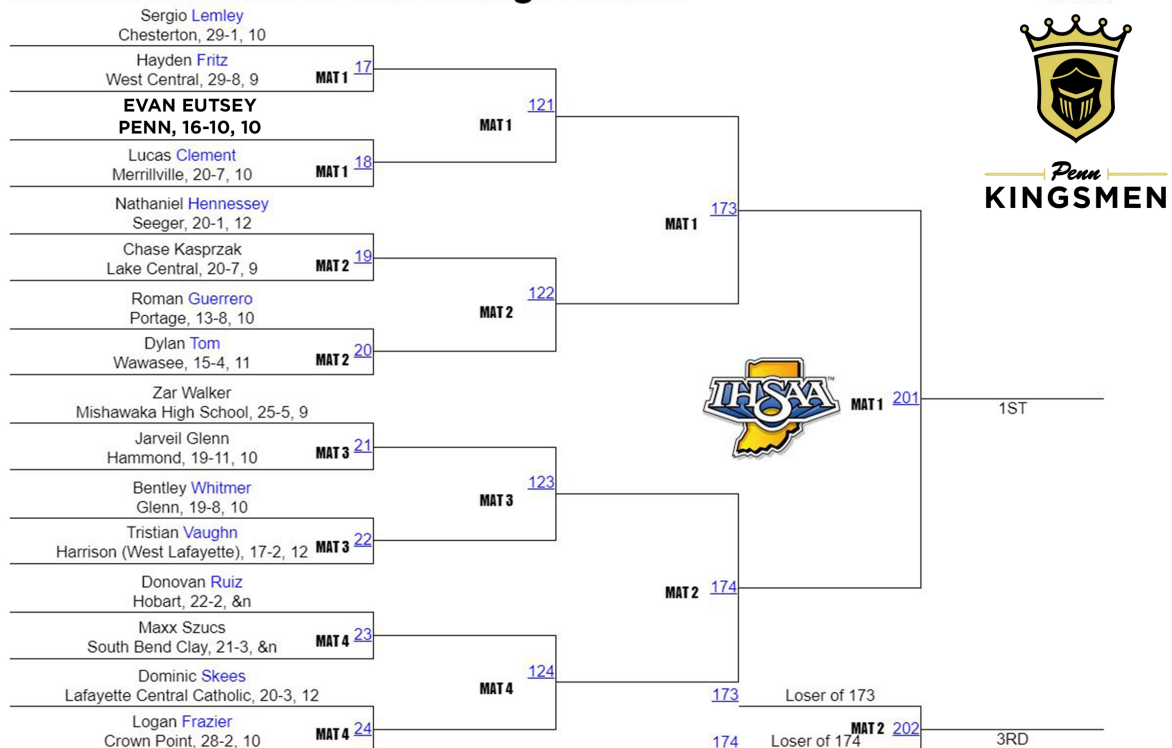 Sergio Lemley
Chesterton, 29-1, 10
Hayden Fritz
West Central, 29-8, 9
MAT 1 17
EVAN EUTSEY
PENN, 16-10, 10
Lucas Clement
Merrillville, 20-7, 10
MAT 1 18
121
MAT 1
Nathaniel Hennessey
Seeger, 20-1, 12
Chase Kasprzak
Lake Central, 20-7, 9
MAT 2 19
Roman Guerrero
Portage, 13-8, 10
Dylan Tom
Wawasee, 15-4, 11
MAT 2 20
122
MAT 2
173
MAT 1
Zar Walker
Mishawaka High School, 25-5, 9
Jarveil Glenn
Hammond, 19-11, 10
MAT 3 21
Bentley Whitmer
Glenn, 19-8, 10
Tristian Vaughn
Harrison (West Lafayette), 17-2, 12
MAT 3 22
123
MAT 3
Donovan Ruiz
Hobart, 22-2, &n
Maxx Szucs
South Bend Clay, 21-3, &n
MAT 4 23
Dominic Skees
Lafayette Central Catholic, 20-3, 12
Logan Frazier
Crown Point, 28-2, 10
MAT 4 24
124
MAT 4
MAT 2 174
IHSAA™
MAT 1 201
1ST
173 Loser of 173
174 Loser of 174
MAT 2 202
3RD
Penn
KINGSMEN